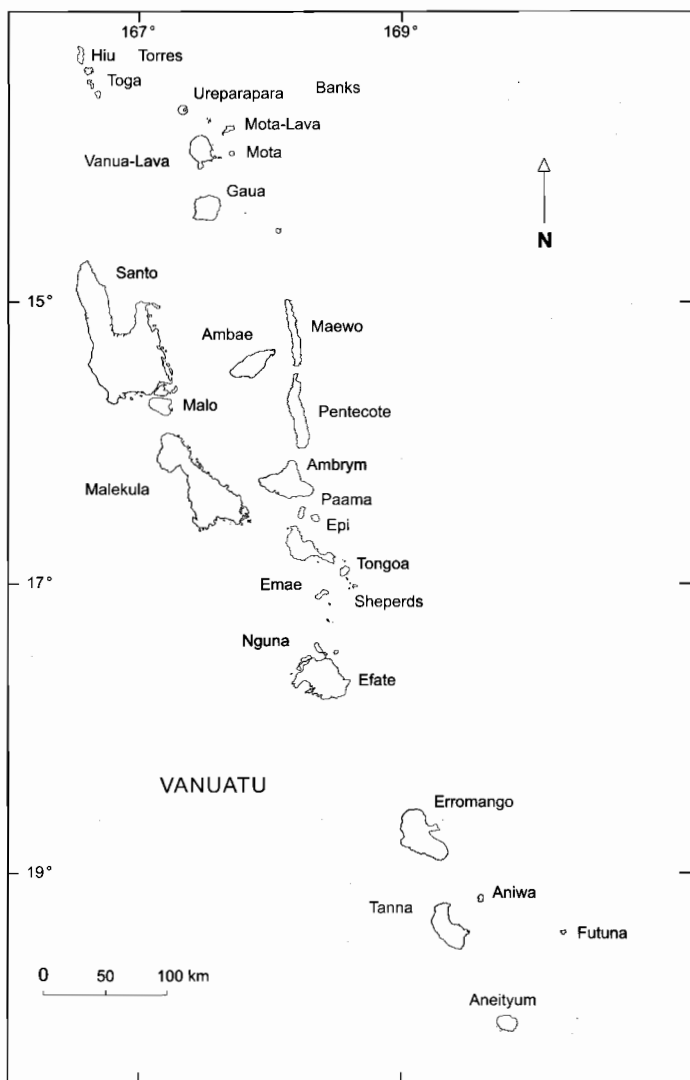 167° 169°
Hiu Torres
Toga
Ureparapara Banks
Mota-Lava
Vanua-Lava Mota
Gaua
N
Santo
15°
Ambae Maewo
Malo Pentecote
Ambrym
Malekula
Paama
Epi
Tongoa
17°
Emae
Sheperds
Nguna
Efate
VANUATU
Erromango
19°
Aniwa
Tanna
Futuna
0 50 100 km
Aneityum